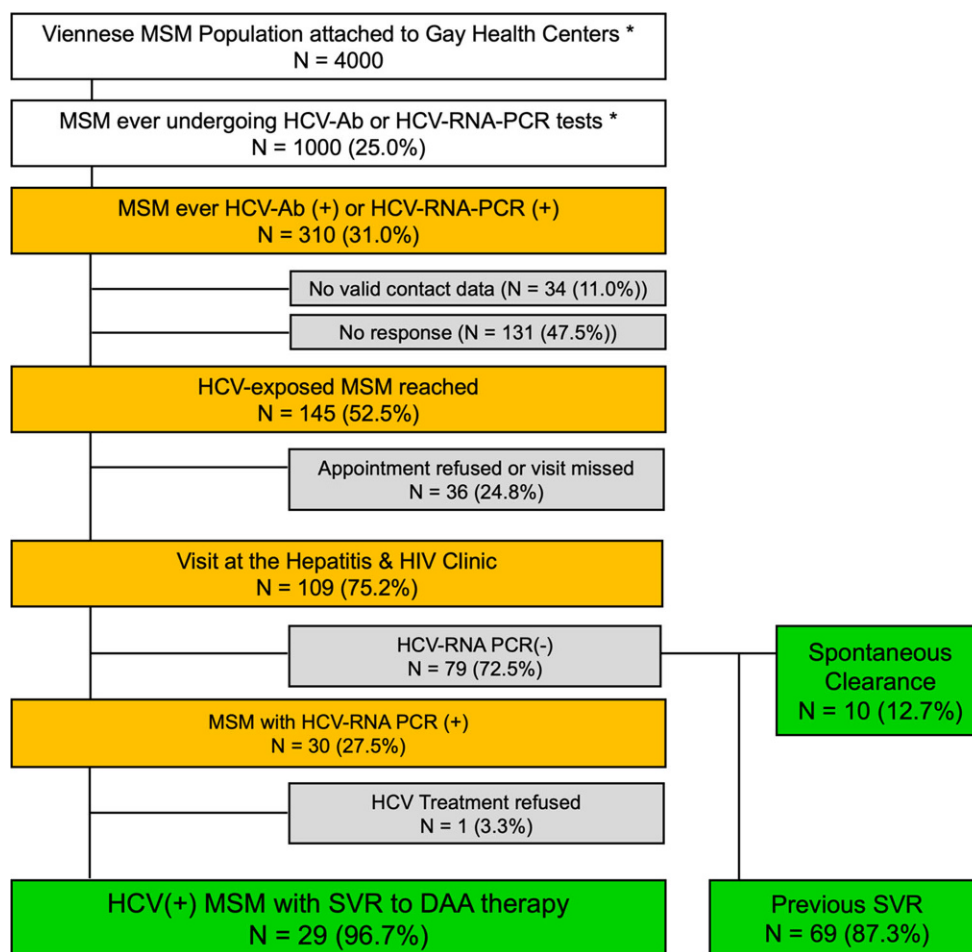 Viennese MSM Population attached to Gay Health Centers *
N = 4000
MSM ever undergoing HCV-Ab or HCV-RNA-PCR tests *
N = 1000 (25.0%)
MSM ever HCV-Ab (+) or HCV-RNA-PCR (+)
N = 310 (31.0%)
No valid contact data (N = 34 (11.0%))
No response (N = 131 (47.5%))
HCV-exposed MSM reached
N = 145 (52.5%)
Appointment refused or visit missed
N = 36 (24.8%)
Visit at the Hepatitis & HIV Clinic
N = 109 (75.2%)
HCV-RNA PCR(-)
N = 79 (72.5%)
Spontaneous
Clearance
N = 10 (12.7%)
MSM with HCV-RNA PCR (+)
N = 30 (27.5%)
HCV Treatment refused
N = 1 (3.3%)
HCV(+) MSM with SVR to DAA therapy
N = 29 (96.7%)
Previous SVR
N = 69 (87.3%)